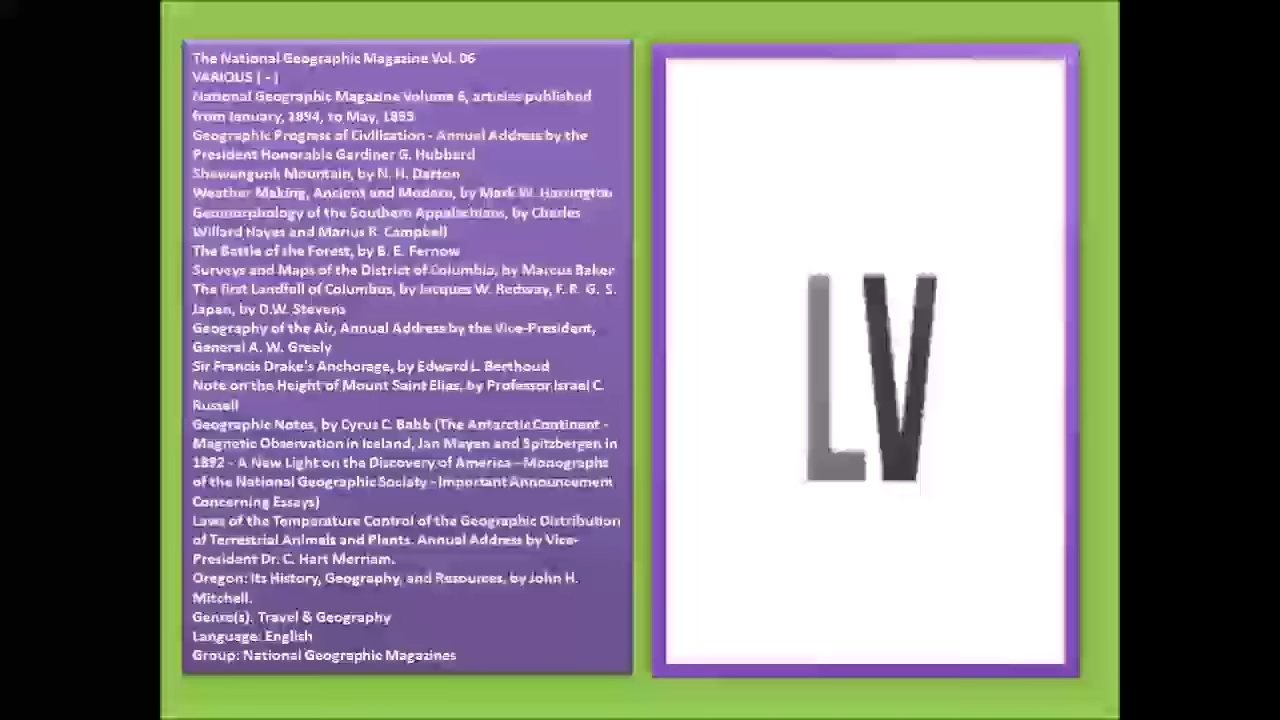 The National Geographic Magazine Vol. 06
VARIOUS ( - )
National Geographic Magazine Volume 6, articles published
from January, 1894, to May, 1895
Geographic Progress of Civilization - Annual Address by the
President Honorable Gardiner G. Hubbard
Shawangunk Mountain, by N. H. Darton
Weather Making, Ancient and Modern, by Mark W. Harrington
Geomorphology of the Southern Appalachians, by Charles
Willard Hayes and Marius R. Campbell
The Battle of the Forest, by B. E. Fernow
Surveys and Maps of the District of Columbia, by Marcus Baker
The first Landfall of Columbus, by Jacques W. Redway, F. R. G. S.
Japan, by D.W. Stevens
Geography of the Air, Annual Address by the Vice-President,
General A. W. Greely
Sir Francis Drake's Anchorage, by Edward L. Berthoud
Note on the Height of Mount Saint Elias, by Professor Israel C.
Russell
Geographic Notes, by Cyrus C. Babb (The Antarctic Continent -
Magnetic Observation in Iceland, Jan Mayen and Spitzbergen in
1892 - A New Light on the Discovery of America - Monographs
of the National Geographic Society - Important Announcement
Concerning Essays)
Laws of the Temperature Control of the Geographic Distribution
of Terrestrial Animals and Plants. Annual Address by Vice-
President Dr. C. Hart Merriam.
Oregon: Its History, Geography, and Resources, by John H.
Mitchell.
Genre(s): Travel & Geography
Language: English
Group: National Geographic Magazines
LV